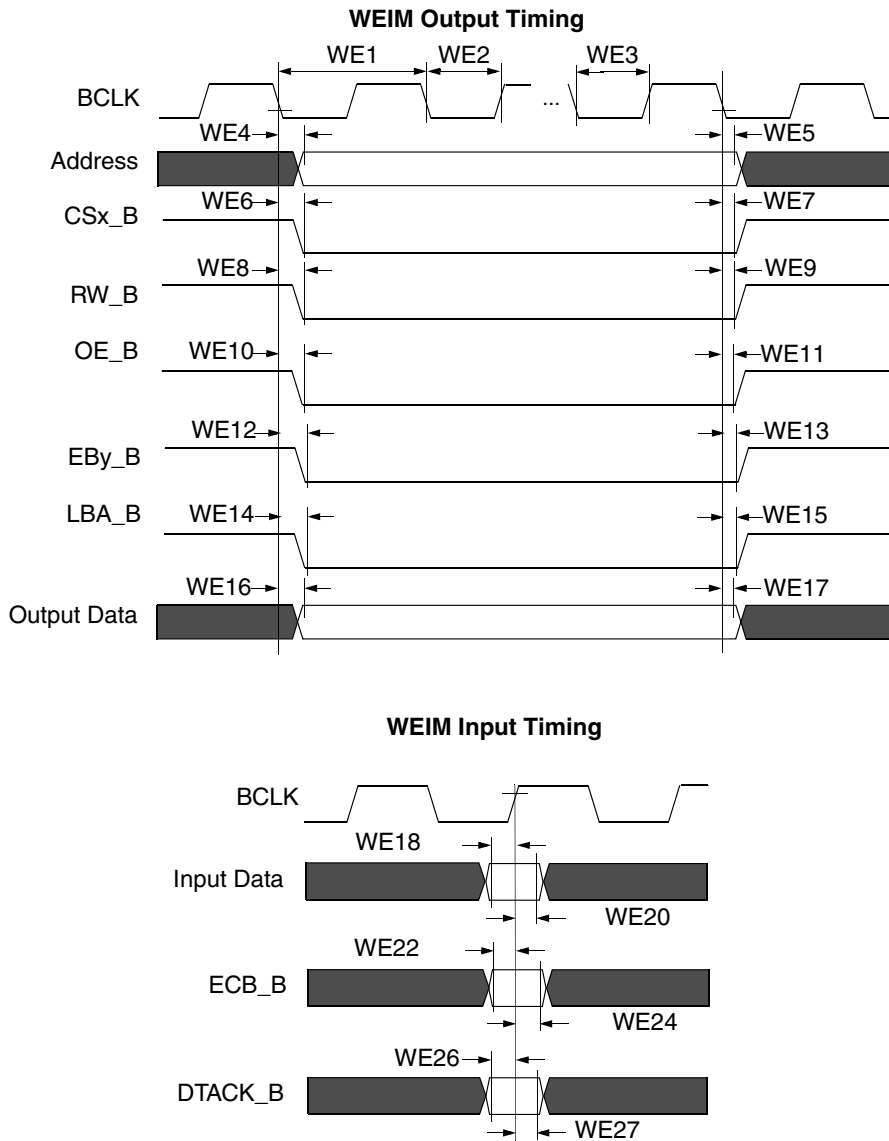 WEIM Output Timing
WE1 WE2 WE3
BCLK ...
WE4 WE5
Address
WE6 WE7
CSx_B
WE8 WE9
RW_B
OE_B WE10 WE11
WE12 WE13
EBy_B
LBA_B WE14 WE15
WE16 WE17
Output Data
WEIM Input Timing
BCLK
WE18
Input Data
WE20
WE22
ECB_B
WE24
WE26
DTACK_B
WE27